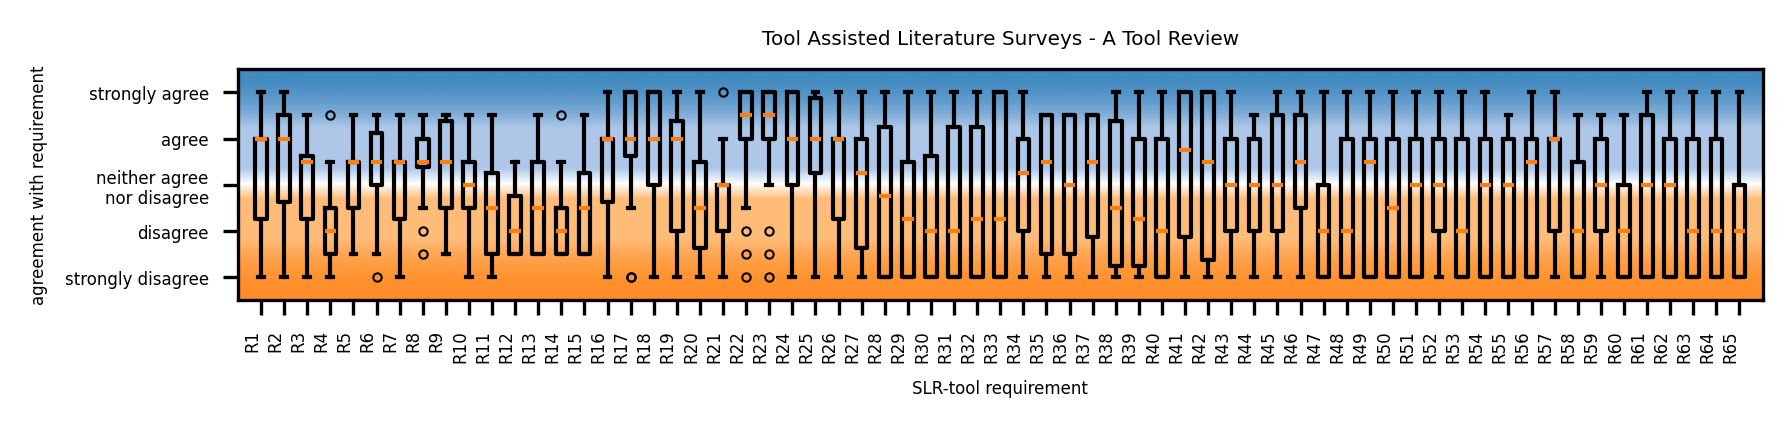 Tool Assisted Literature Surveys - A Tool Review
agreement with requirement
strongly agree
agree
neither agree
nor disagree
disagree
strongly disagree
R1
R2
R3
R4
R5
R6
R7
R8
R9
R10
R11
R12
R13
R14
R15
R16
R17
R18
R19
R20
R21
R22
R23
R24
R25
R26
R27
R28
R29
R30
R31
R32
R33
R34
R35
R36
R37
R38
R39
R40
R41
R42
R43
R44
R45
R46
R47
R48
R49
R50
R51
R52
R53
R54
R55
R56
R57
R58
R59
R60
R61
R62
R63
R64
R65
SLR-tool requirement